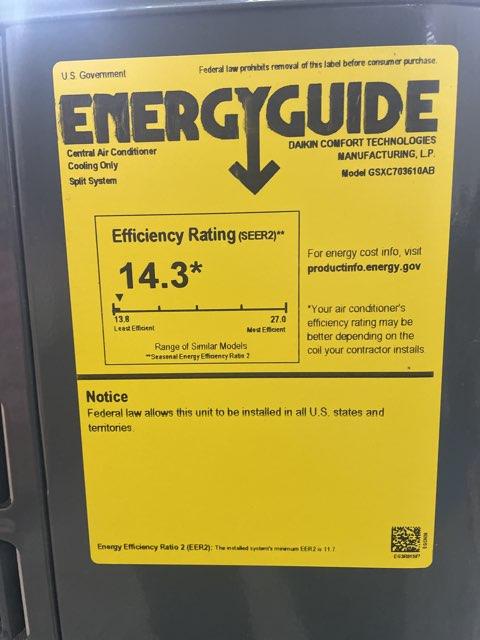 U.S. Government
Federal law prohibits removal of this label before consumer purchase.
ENERGYGUIDE
Central Air Conditioner
Cooling Only
Split System
DAIKIN COMFORT TECHNOLOGIES
MANUFACTURING, L.P.
Model GSXC703610AB
Efficiency Rating (SEER2)**
14.3*
13.8
Least Efficient
27.0
Most Efficient
Range of Similar Models
**Seasonal Energy Efficiency Ratio 2
For energy cost info, visit
productinfo.energy.gov
*Your air conditioner's
efficiency rating may be
better depending on the
coil your contractor installs.
Notice
Federal law allows this unit to be installed in all U.S. states and
territories.
Energy Efficiency Ratio 2 (EER2): The installed system's minimum EER2 is 11.7.